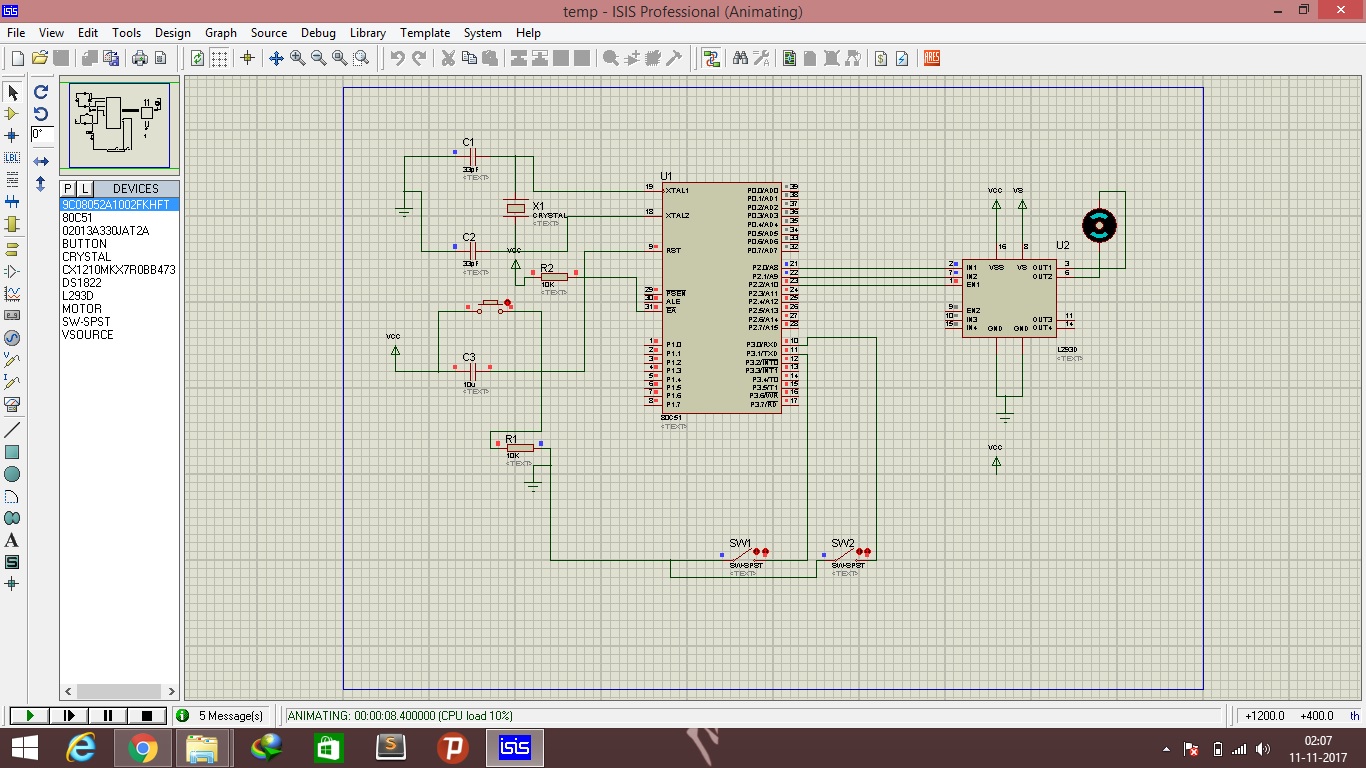 isis
temp - ISIS Professional (Animating)
File View Edit Tools Design Graph Source Debug Library Template System Help
ARES
LBL
0°
A
S
P L DEVICES
9C08052A1002FKHFT
80C51
02013A330JAT2A
BUTTON
CRYSTAL
CX1210MKX7R0BB473
DS1822
L293D
MOTOR
SW-SPST
VSOURCE
C1
33pF
<TEXT>
X1
CRYSTAL
<TEXT>
C2
33pF
<TEXT>
VCC
R2
10K
<TEXT>
VCC
C3
10u
<TEXT>
R1
10K
<TEXT>
U1
19 XTAL1
18 XTAL2
9 RST
29 PSEN
30 ALE
31 EA
1 P1.0
2 P1.1
3 P1.2
4 P1.3
5 P1.4
6 P1.5
7 P1.6
8 P1.7
P0.0/AD0 39
P0.1/AD1 38
P0.2/AD2 37
P0.3/AD3 36
P0.4/AD4 35
P0.5/AD5 34
P0.6/AD6 33
P0.7/AD7 32
P2.0/A8 21
P2.1/A9 22
P2.2/A10 23
P2.3/A11 24
P2.4/A12 25
P2.5/A13 26
P2.6/A14 27
P2.7/A15 28
P3.0/RXD 10
P3.1/TXD 11
P3.2/INT0 12
P3.3/INT1 13
P3.4/T0 14
P3.5/T1 15
P3.6/WR 16
P3.7/RD 17
80C51
<TEXT>
VCC VS
16 8 U2
2 IN1 VSS VS OUT1 3
7 IN2 OUT2 6
1 EN1
9 EN2
10 IN3 OUT3 11
15 IN4 GND GND OUT4 14
L293D
<TEXT>
VCC
SW1
SW-SPST
<TEXT>
SW2
SW-SPST
<TEXT>
5 Message(s) ANIMATING: 00:00:08.400000 (CPU load 10%) +1200.0 +400.0 th
S
isis
02:07
11-11-2017